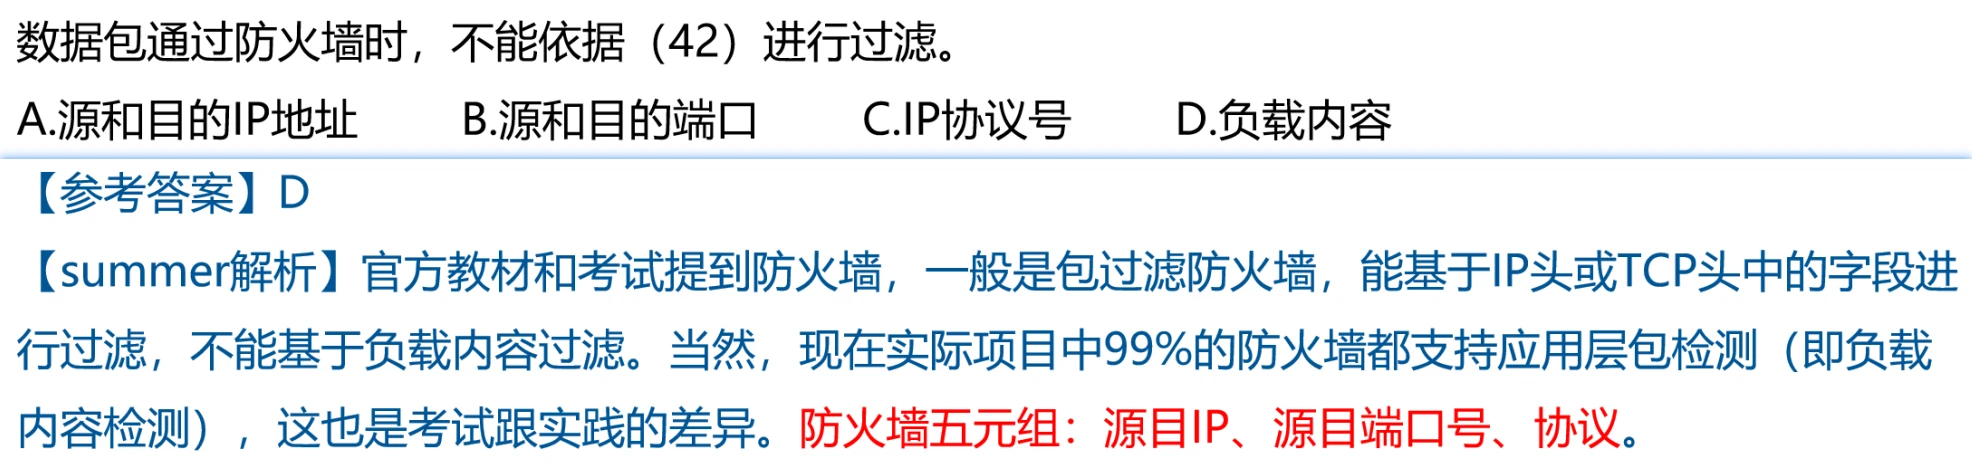 数据包通过防火墙时，不能依据（42）进行过滤。
A.源和目的IP地址 B.源和目的端口 C.IP协议号 D.负载内容
【参考答案】D
【summer解析】官方教材和考试提到防火墙，一般是包过滤防火墙，能基于IP头或TCP头中的字段进
行过滤，不能基于负载内容过滤。当然，现在实际项目中99%的防火墙都支持应用层包检测（即负载
内容检测），这也是考试跟实践的差异。防火墙五元组：源目IP、源目端口号、协议。